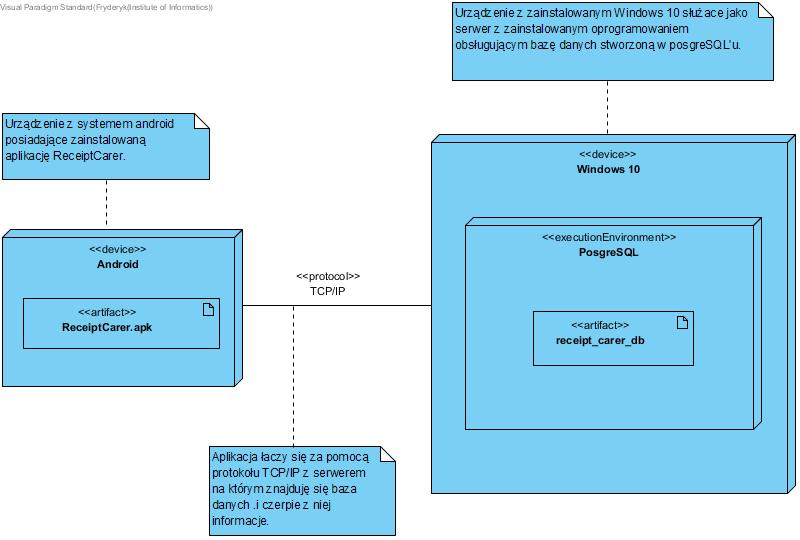 Visual Paradigm Standard(Fryderyk(Institute of Informatics))
Urządzenie z zainstalowanym Windows 10 służace jako
serwer z zainstalowanym oprogramowaniem
obsługującym bazę danych stworzoną w posgreSQL'u.
Urządzenie z systemem android
posiadające zainstalowaną
aplikację ReceiptCarer.
<<device>>
Windows 10
<<executionEnvironment>>
PosgreSQL
<<device>>
Android
<<protocol>>
TCP/IP
<<artifact>>
ReceiptCarer.apk
<<artifact>>
receipt_carer_db
Aplikacja łaczy się za pomocą
protokołu TCP/IP z serwerem
na którym znajduję się baza
danych .i czerpie z niej
informacje.